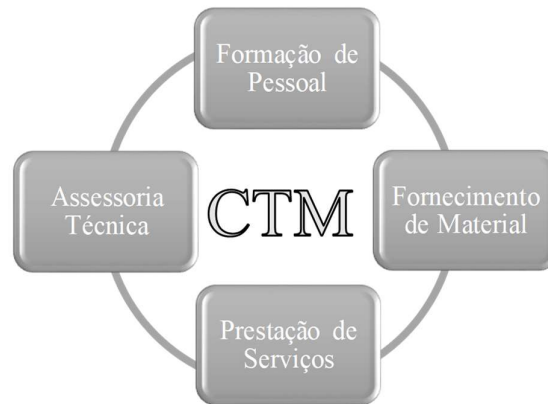 Formação de
Pessoal
Assessoria
Técnica
CTM
Fornecimento
de Material
Prestação de
Serviços